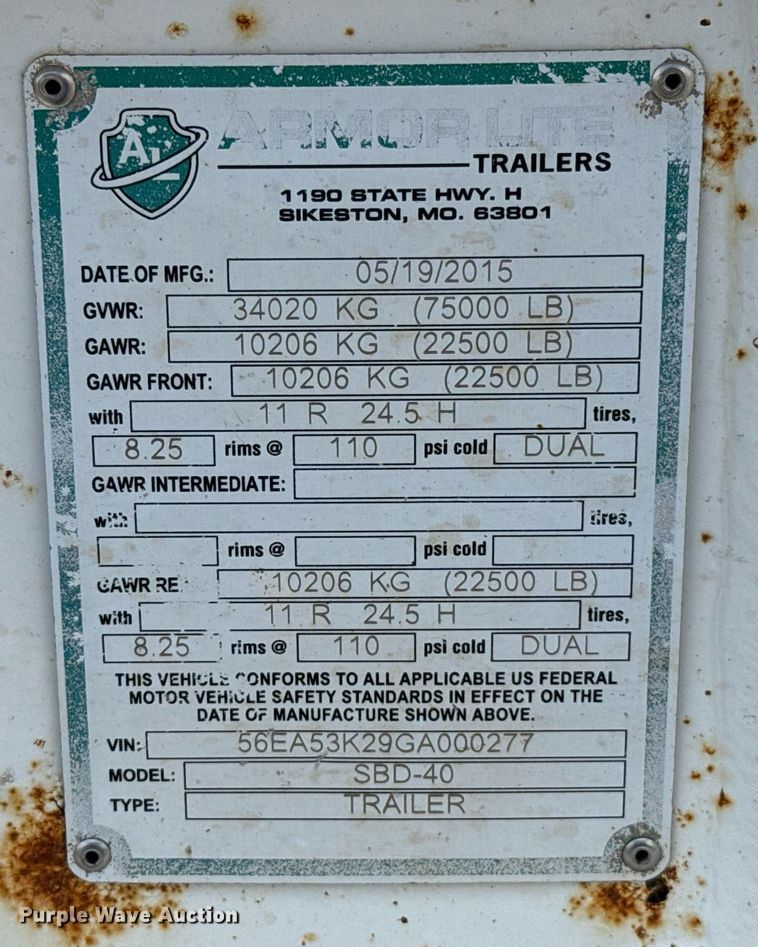 AL ARMOR LITE
TRAILERS
1190 STATE HWY. H
SIKESTON, MO. 63801
DATE OF MFG.: 05/19/2015
GVWR: 34020 KG (75000 LB)
GAWR: 10206 KG (22500 LB)
GAWR FRONT: 10206 KG (22500 LB)
with 11 R 24.5 H tires,
8.25 rims @ 110 psi cold DUAL
GAWR INTERMEDIATE:
with tires,
rims @ psi cold
GAWR RE 10206 KG (22500 LB)
with 11 R 24.5 H tires,
8.25 rims @ 110 psi cold DUAL
THIS VEHICLE CONFORMS TO ALL APPLICABLE US FEDERAL
MOTOR VEHICLE SAFETY STANDARDS IN EFFECT ON THE
DATE OF MANUFACTURE SHOWN ABOVE.
VIN: 56EA53K29GA000277
MODEL: SBD-40
TYPE: TRAILER
Purple Wave Auction